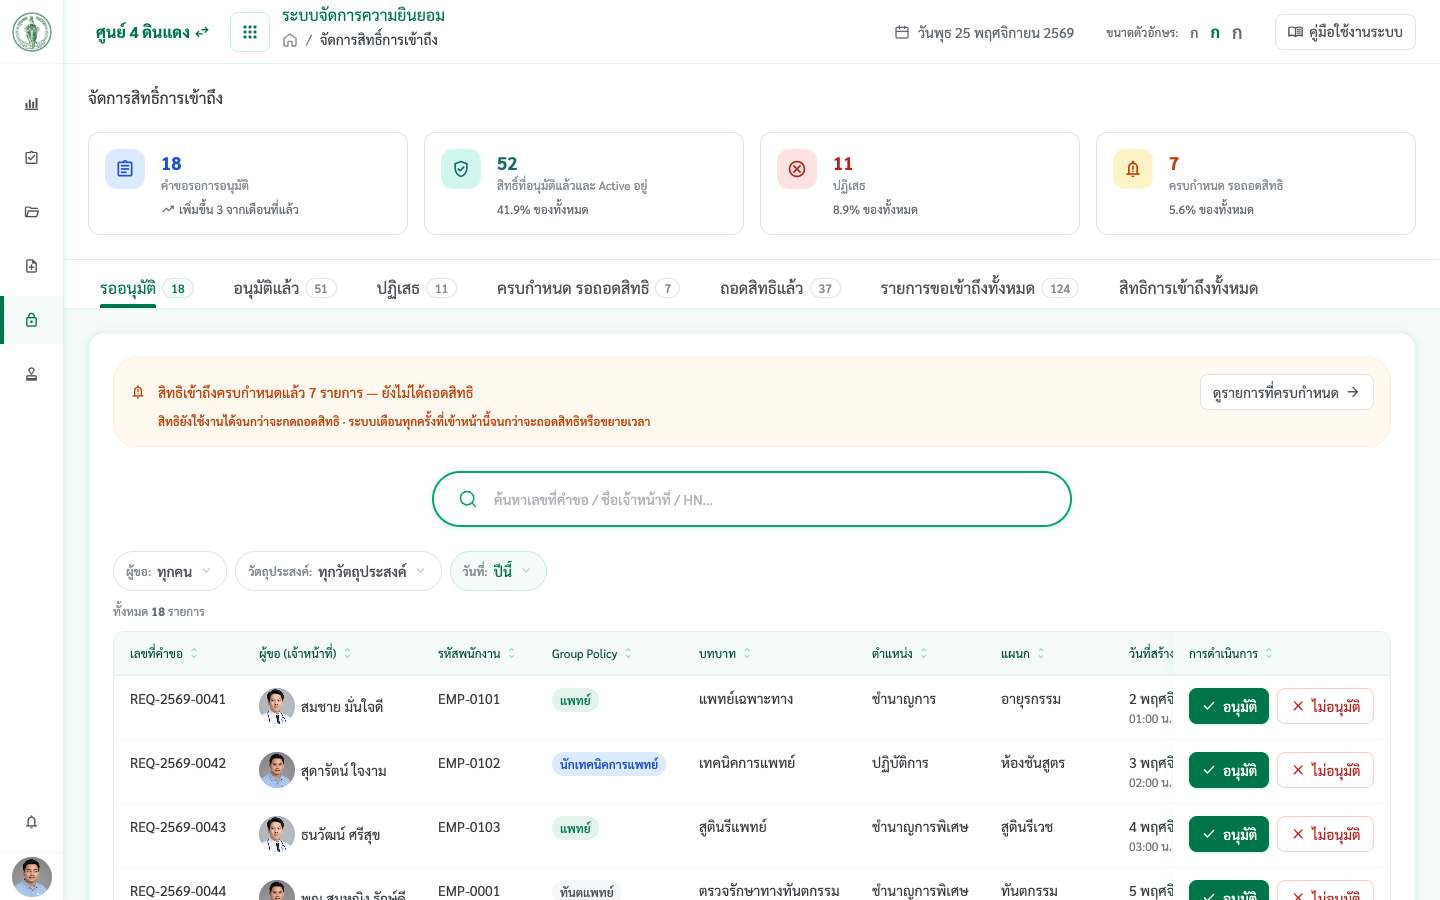 ศูนย์ 4 ดินแดง
ระบบจัดการความยินยอม
/ จัดการสิทธิ์การเข้าถึง
วันพุธ 25 พฤศจิกายน 2569
ขนาดตัวอักษร: ก ก ก
คู่มือใช้งานระบบ
จัดการสิทธิ์การเข้าถึง
18
คำขอรอการอนุมัติ
เพิ่มขึ้น 3 จากเดือนที่แล้ว
52
สิทธิ์ที่อนุมัติแล้วและ Active อยู่
41.9% ของทั้งหมด
11
ปฏิเสธ
8.9% ของทั้งหมด
7
ครบกำหนด รอถอดสิทธิ
5.6% ของทั้งหมด
รออนุมัติ 18 อนุมัติแล้ว 51 ปฏิเสธ 11 ครบกำหนด รอถอดสิทธิ 7 ถอดสิทธิแล้ว 37 รายการขอเข้าถึงทั้งหมด 124 สิทธิการเข้าถึงทั้งหมด
สิทธิเข้าถึงครบกำหนดแล้ว 7 รายการ — ยังไม่ได้ถอดสิทธิ
สิทธิยังใช้งานได้จนกว่าจะกดถอดสิทธิ · ระบบเตือนทุกครั้งที่เข้าหน้านี้จนกว่าจะถอดสิทธิหรือขยายเวลา
ดูรายการที่ครบกำหนด
ค้นหาเลขที่คำขอ / ชื่อเจ้าหน้าที่ / HN...
ผู้ขอ: ทุกคน วัตถุประสงค์: ทุกวัตถุประสงค์ วันที่: ปีนี้
ทั้งหมด 18 รายการ
เลขที่คำขอ ผู้ขอ (เจ้าหน้าที่) รหัสพนักงาน Group Policy บทบาท ตำแหน่ง แผนก วันที่สร้าง การดำเนินการ
REQ-2569-0041 สมชาย มั่นใจดี EMP-0101 แพทย์ แพทย์เฉพาะทาง ชำนาญการ อายุรกรรม 2 พฤศจิ อนุมัติ ไม่อนุมัติ
01:00 น.
REQ-2569-0042 สุดารัตน์ ใจงาม EMP-0102 นักเทคนิคการแพทย์ เทคนิคการแพทย์ ปฏิบัติการ ห้องชันสูตร 3 พฤศจิ อนุมัติ ไม่อนุมัติ
02:00 น.
REQ-2569-0043 ธนวัฒน์ ศรีสุข EMP-0103 แพทย์ สูตินรีแพทย์ ชำนาญการพิเศษ สูตินรีเวช 4 พฤศจิ อนุมัติ ไม่อนุมัติ
03:00 น.
REQ-2569-0044 EMP-0001 ทันตแพทย์ ตรวจรักษาทางทันตกรรม ชำนาญการพิเศษ ทันตกรรม 5 พฤศจิ อนุมัติ ไม่อนุมัติ